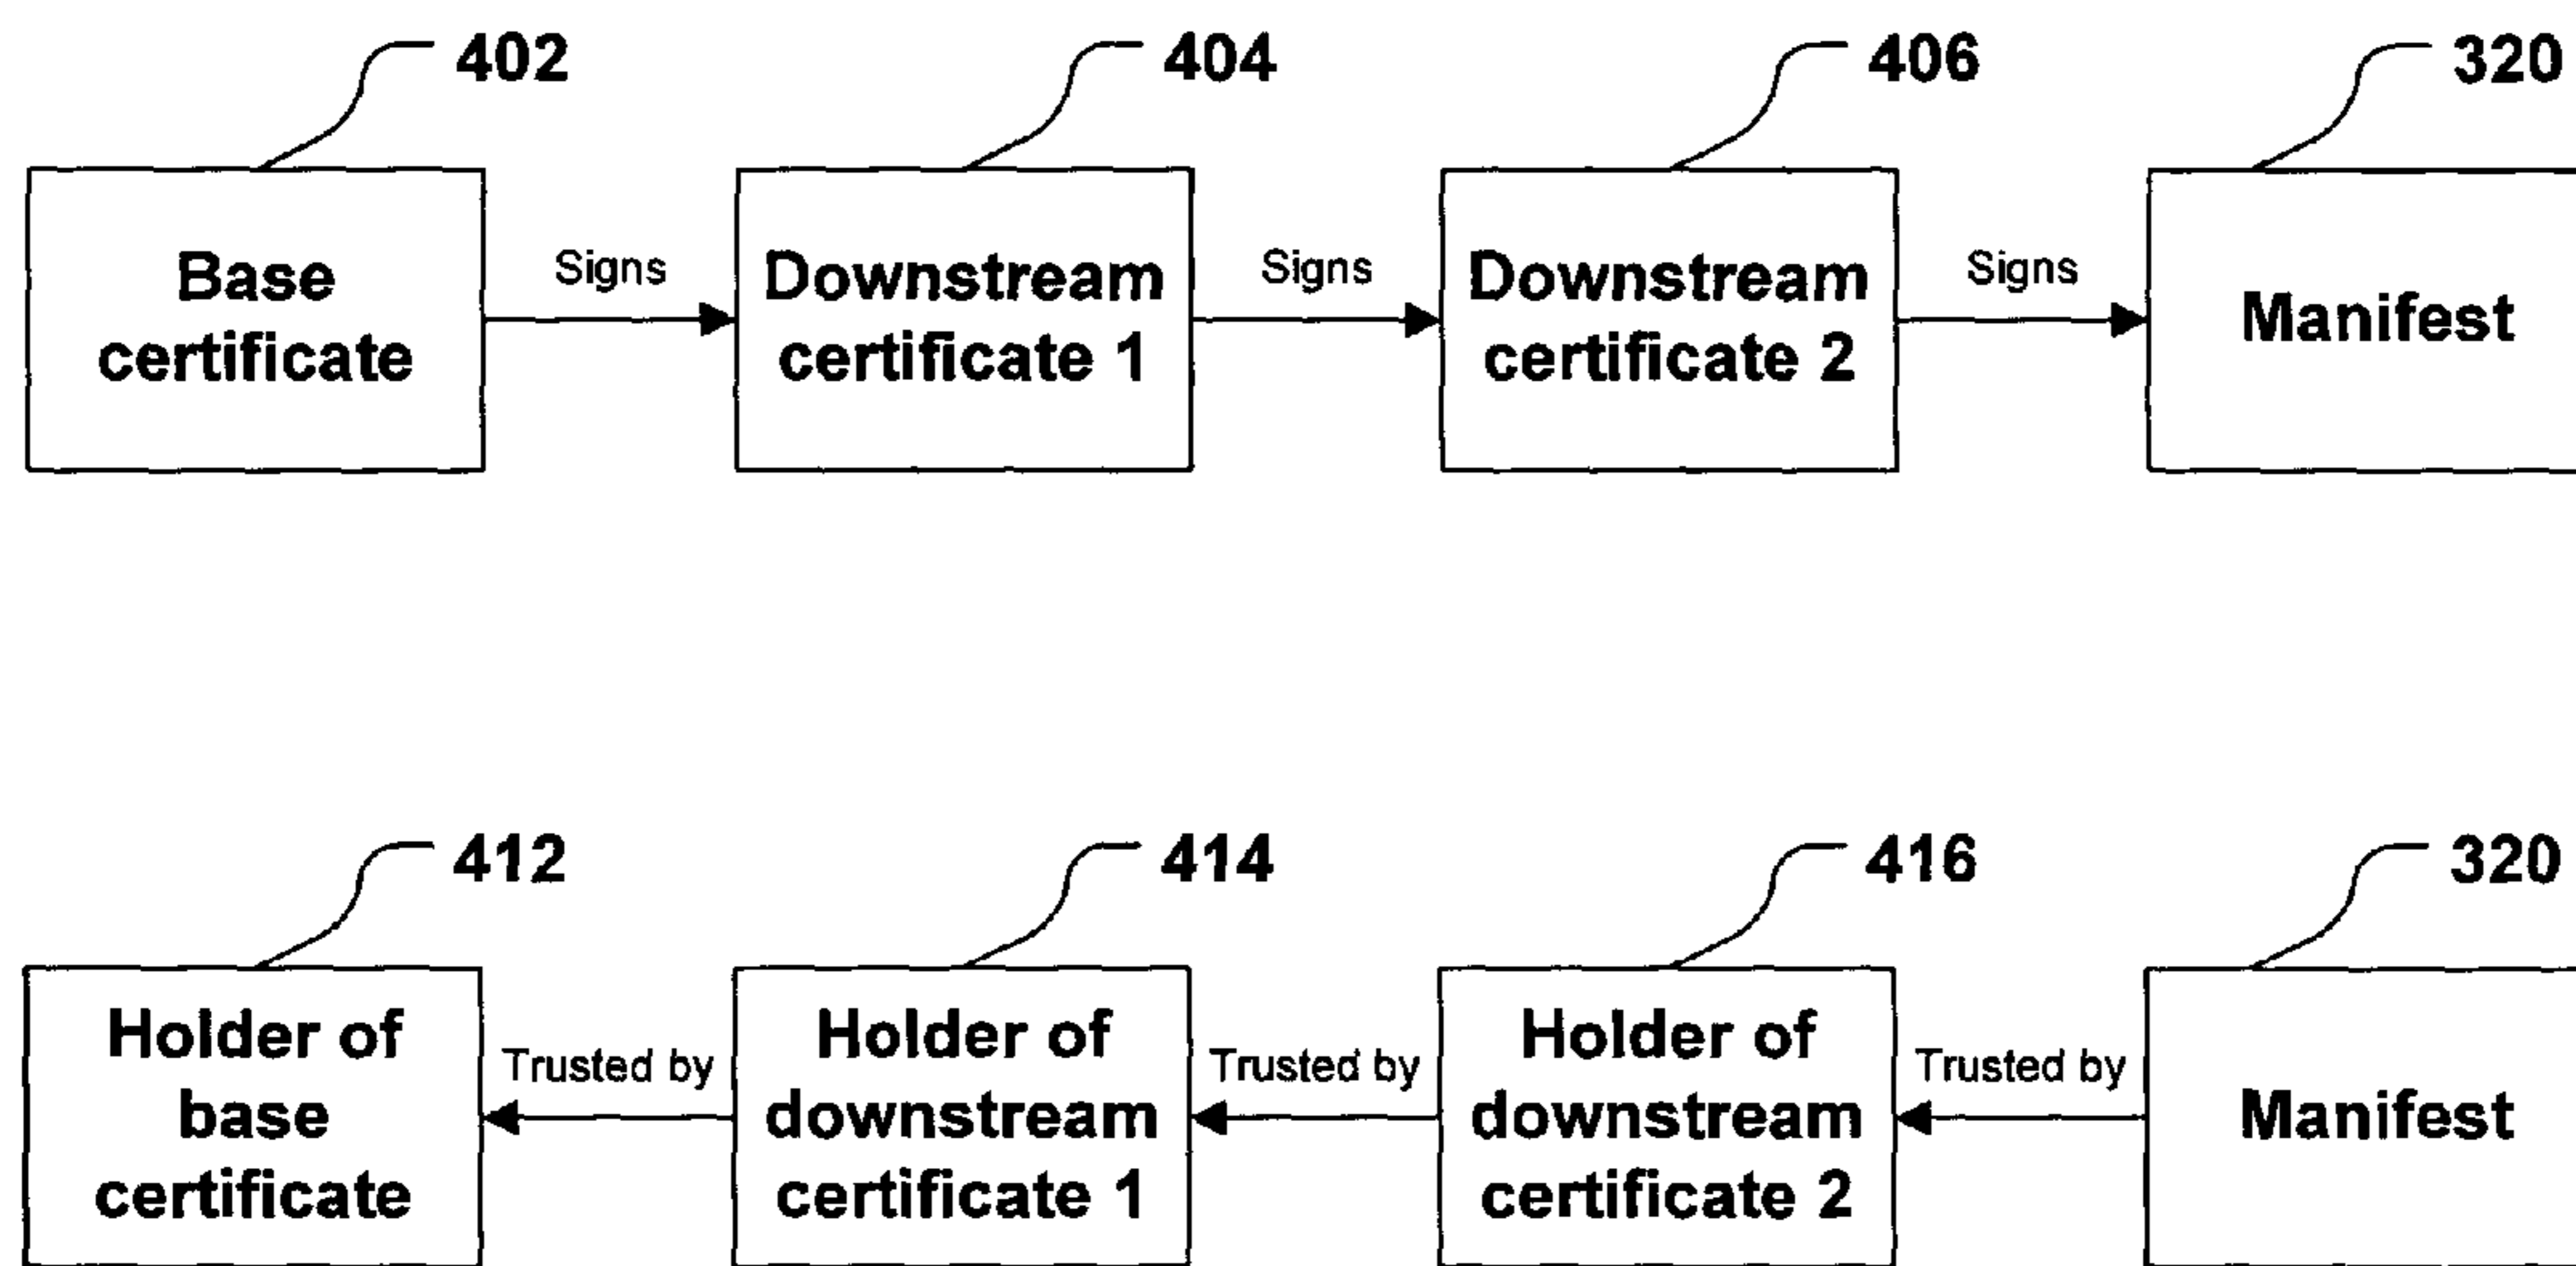 402
404
406
320
Base
certificate
Signs
Downstream
certificate 1
Signs
Downstream
certificate 2
Signs
Manifest
412
414
416
320
Holder of
base
certificate
Trusted by
Holder of
downstream
certificate 1
Trusted by
Holder of
downstream
certificate 2
Trusted by
Manifest